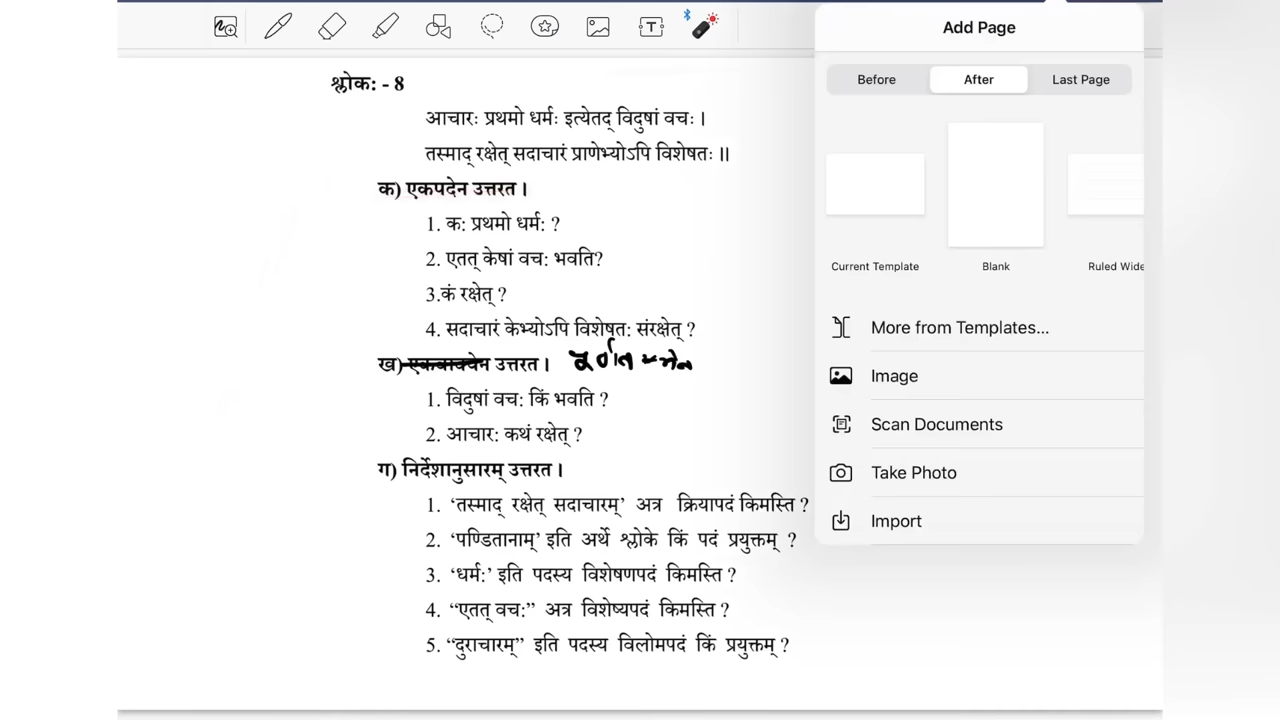 श्लोक: - 8
आचारः प्रथमो धर्मः इत्येतद् विदुषां वचः ।
तस्माद् रक्षेत् सदाचारं प्राणेभ्योऽपि विशेषतः ॥
क) एकपदेन उत्तरत ।
1. क: प्रथमो धर्म: ?
2. एतत् केषां वच: भवति?
3.कं रक्षेत् ?
4. सदाचारं केभ्योऽपि विशेषत: संरक्षेत् ?
ख) एकवाक्येन उत्तरत ।
1. विदुषां वच: किं भवति ?
2. आचार: कथं रक्षेत् ?
ग) निर्देशानुसारम् उत्तरत ।
1. ‘तस्माद् रक्षेत् सदाचारम्’ अत्र क्रियापदं किमस्ति ?
2. ‘पण्डितानाम्’ इति अर्थे श्लोके किं पदं प्रयुक्तम् ?
3. ‘धर्म:’ इति पदस्य विशेषणपदं किमस्ति ?
4. “एतत् वच:” अत्र विशेष्यपदं किमस्ति ?
5. “दुराचारम्” इति पदस्य विलोमपदं किं प्रयुक्तम् ?
Add Page
Before After Last Page
Current Template Blank Ruled Wide
More from Templates...
Image
Scan Documents
Take Photo
Import